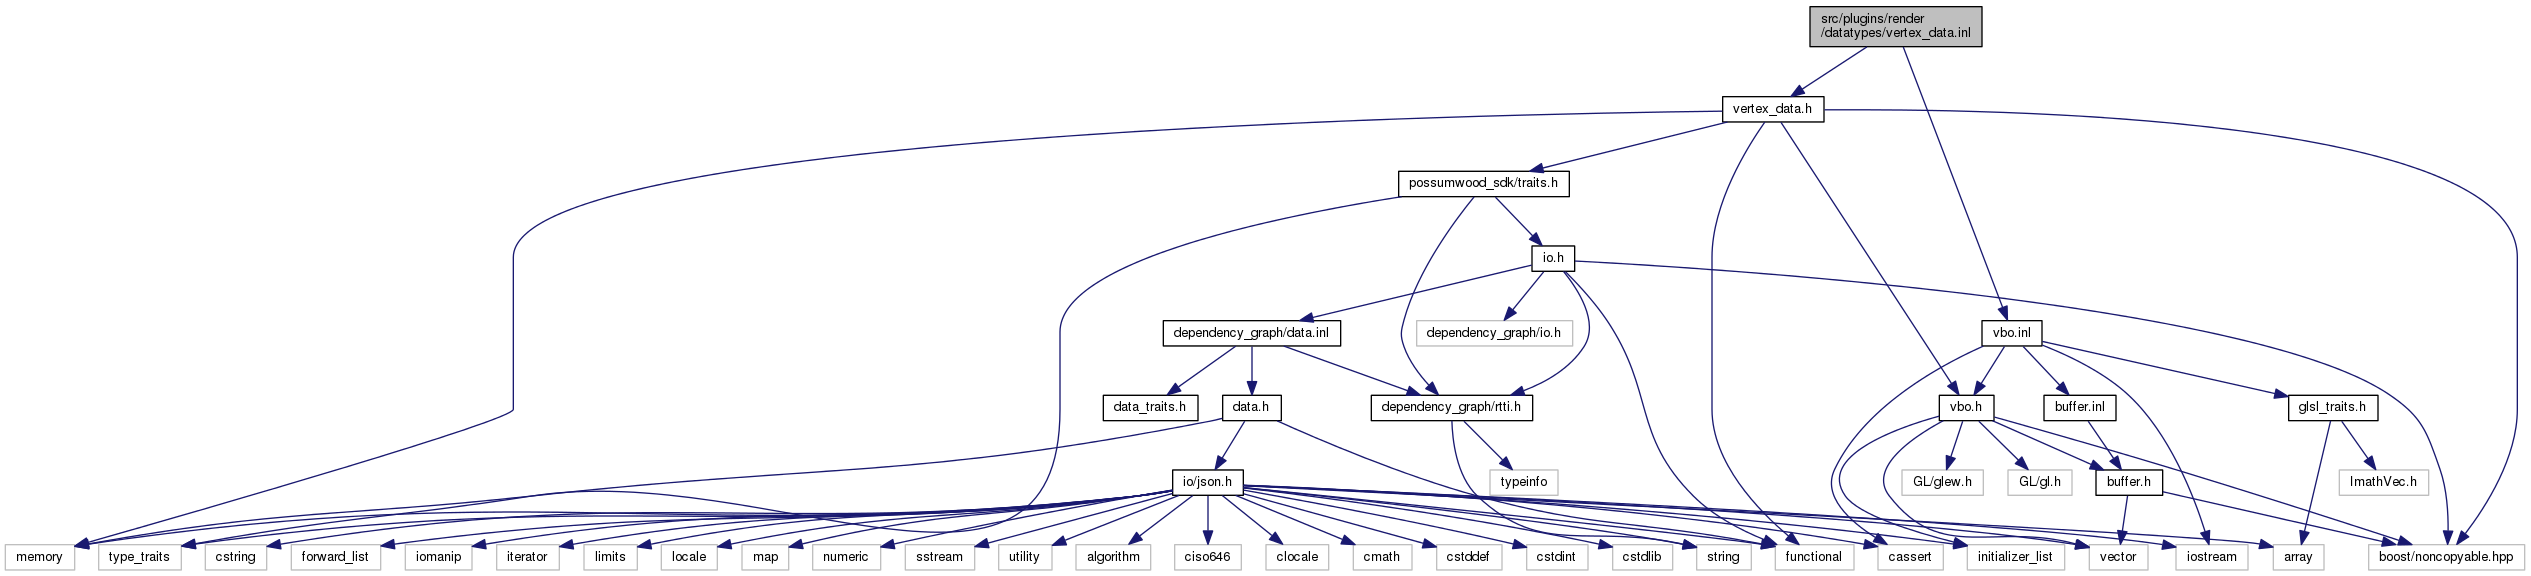 src/plugins/render
/datatypes/vertex_data.inl
vertex_data.h
possumwood_sdk/traits.h
io.h
dependency_graph/data.inl
dependency_graph/io.h
vbo.inl
data_traits.h
data.h
dependency_graph/rtti.h
vbo.h
buffer.inl
glsl_traits.h
io/json.h
typeinfo
GL/glew.h
GL/gl.h
buffer.h
ImathVec.h
memory
type_traits
cstring
forward_list
iomanip
iterator
limits
locale
map
numeric
sstream
utility
algorithm
ciso646
clocale
cmath
cstddef
cstdint
cstdlib
string
functional
cassert
initializer_list
vector
iostream
array
boost/noncopyable.hpp